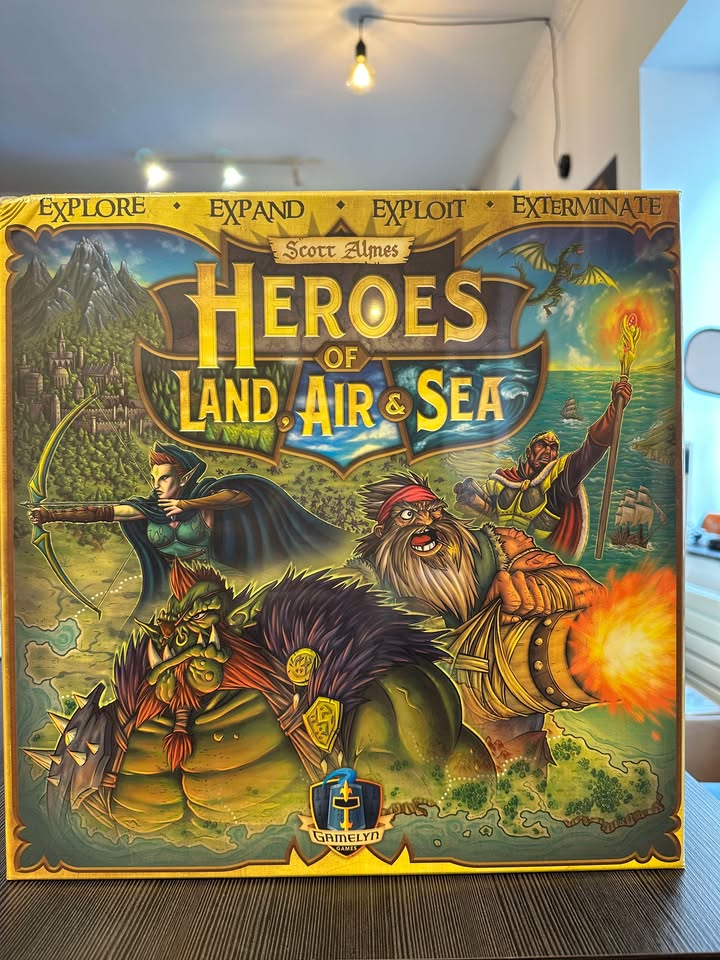 EXPLORE • EXPAND • EXPLOIT • EXTERMINATE
Scott Almes
HEROES
OF
LAND, AIR & SEA
GAMELYN
GAMES